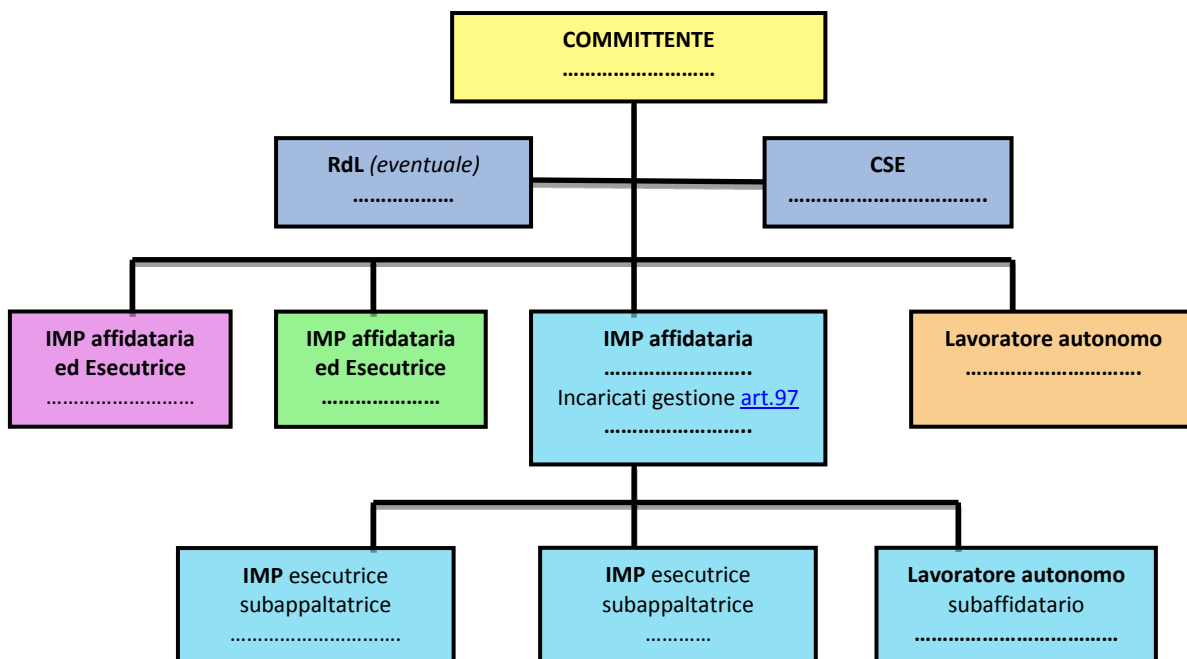 COMMITTENTE
………………………
RdL (eventuale)
………………
CSE
……………………………..
IMP affidataria
ed Esecutrice
………………………
IMP affidataria
ed Esecutrice
…………………
IMP affidataria
……………………..
Incaricati gestione art.97
……………………..
Lavoratore autonomo
………………………….
IMP esecutrice
subappaltatrice
………………………….
IMP esecutrice
subappaltatrice
…………
Lavoratore autonomo
subaffidatario
………………………………